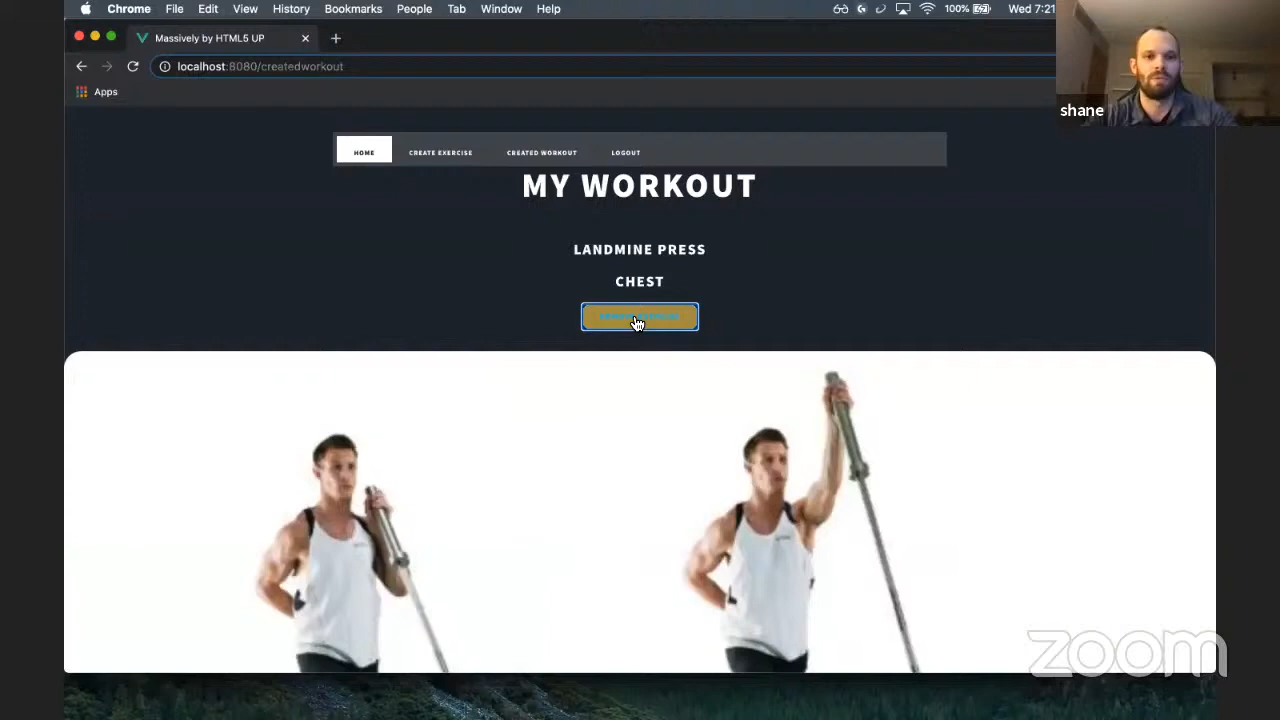 Chrome File Edit View History Bookmarks People Tab Window Help 100% Wed 7:21
Massively by HTML5 UP
localhost:8080/createdworkout
Apps
shane
HOME CREATE EXERCISE CREATED WORKOUT LOGOUT
MY WORKOUT
LANDMINE PRESS
CHEST
zoom